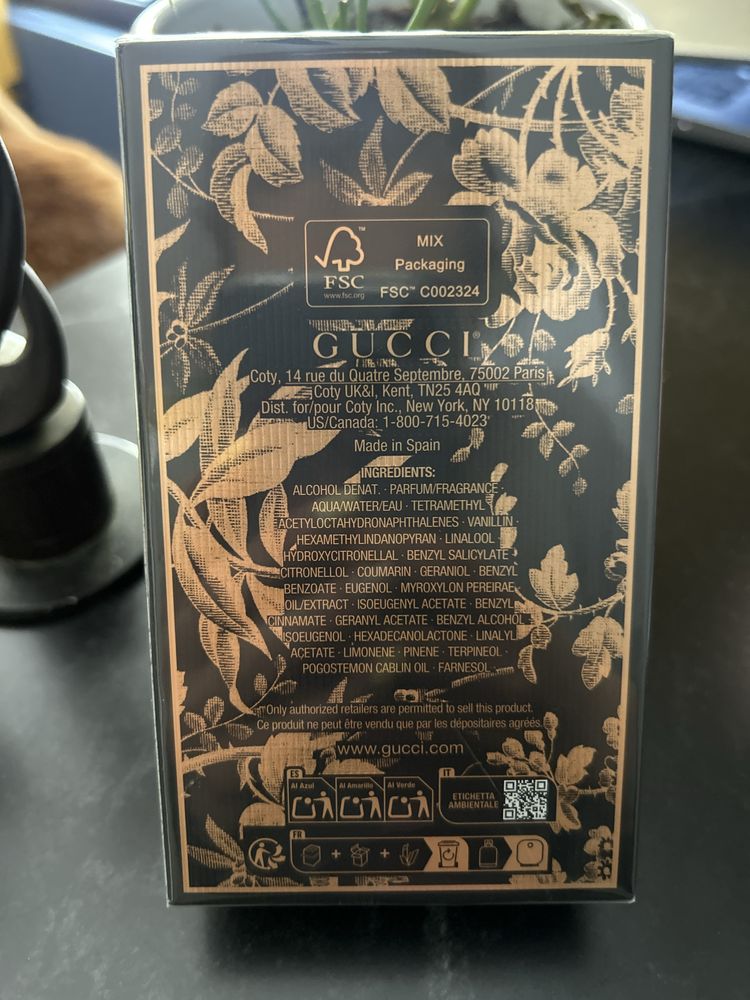 FSC™
www.fsc.org
MIX
Packaging
FSC™ C002324
GUCCI®
Coty, 14 rue du Quatre Septembre, 75002 Paris
Coty UK&I, Kent, TN25 4AQ
Dist. for/pour Coty Inc., New York, NY 10118
US/Canada: 1-800-715-4023
Made in Spain
INGREDIENTS:
ALCOHOL DENAT. · PARFUM/FRAGRANCE ·
AQUA/WATER/EAU · TETRAMETHYL
ACETYLOCTAHYDRONAPHTHALENES · VANILLIN ·
HEXAMETHYLINDANOPYRAN · LINALOOL ·
HYDROXYCITRONELLAL · BENZYL SALICYLATE ·
CITRONELLOL · COUMARIN · GERANIOL · BENZYL
BENZOATE · EUGENOL · MYROXYLON PEREIRAE
OIL/EXTRACT · ISOEUGENYL ACETATE · BENZYL
CINNAMATE · GERANYL ACETATE · BENZYL ALCOHOL ·
ISOEUGENOL · HEXADECANOLACTONE · LINALYL
ACETATE · LIMONENE · PINENE · TERPINEOL ·
POGOSTEMON CABLIN OIL · FARNESOL ·
Only authorized retailers are permitted to sell this product.
Ce produit ne peut être vendu que par les dépositaires agréés.
www.gucci.com
ES
Al Azul
Al Amarillo
Al Verde
IT
ETICHETTA
AMBIENTALE
FR